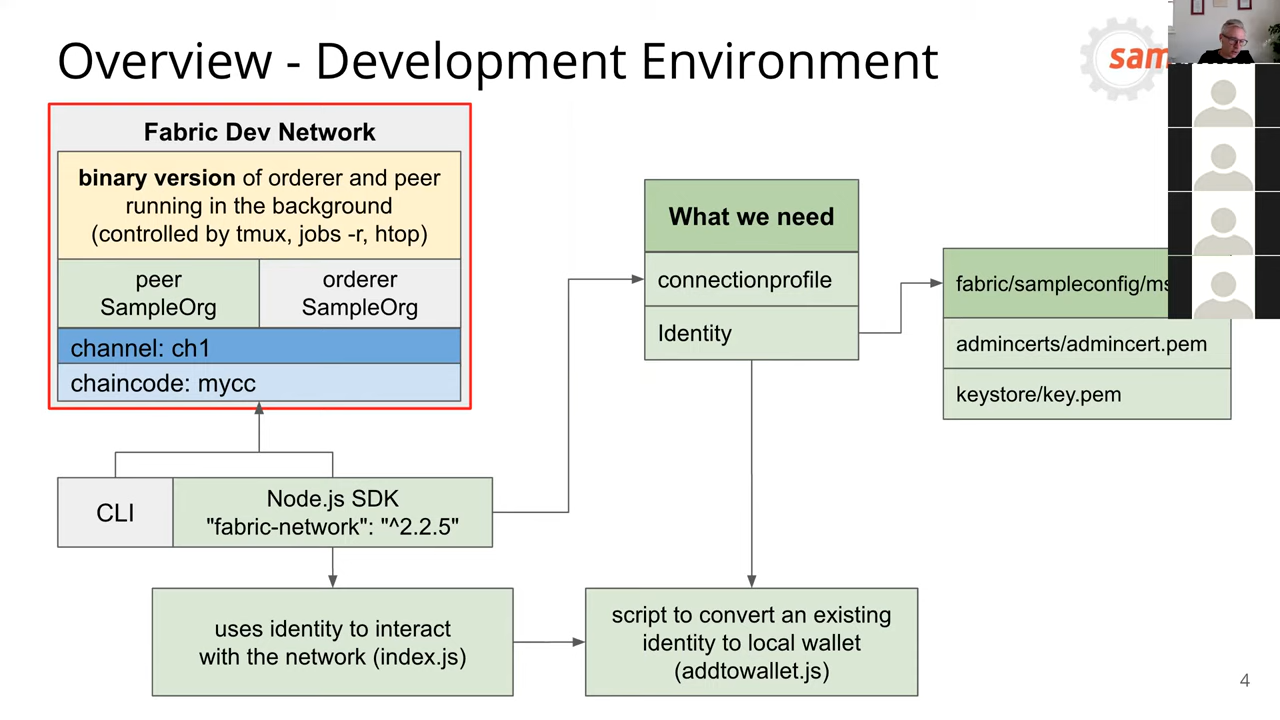 Overview - Development Environment
Fabric Dev Network
binary version of orderer and peer
running in the background
(controlled by tmux, jobs -r, htop)
peer
SampleOrg
orderer
SampleOrg
channel: ch1
chaincode: mycc
CLI
Node.js SDK
"fabric-network": "^2.2.5"
uses identity to interact
with the network (index.js)
What we need
connectionprofile
Identity
script to convert an existing
identity to local wallet
(addtowallet.js)
admincerts/admincert.pem
keystore/key.pem
4